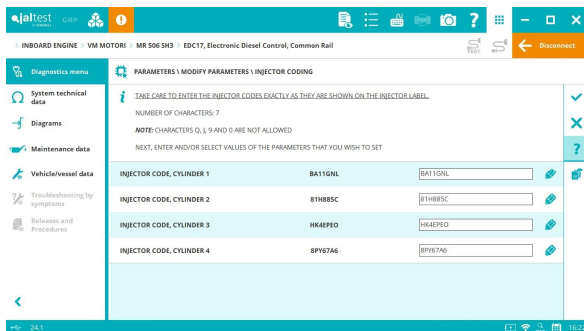 jaltest GRP
> INBOARD ENGINE > VM MOTORI > MR 506 SH3 > EDC17, Electronic Diesel Control, Common Rail
TEST
Disconnect
Diagnostics menu
System technical data
Diagrams
Maintenance data
Vehicle/vessel data
Troubleshooting by symptoms
Releases and Procedures
PARAMETERS \ MODIFY PARAMETERS \ INJECTOR CODING
TAKE CARE TO ENTER THE INJECTOR CODES EXACTLY AS THEY ARE SHOWN ON THE INJECTOR LABEL.
NUMBER OF CHARACTERS: 7
NOTE: CHARACTERS Q, J, 9 AND 0 ARE NOT ALLOWED
NEXT, ENTER AND/OR SELECT VALUES OF THE PARAMETERS THAT YOU WISH TO SET
INJECTOR CODE, CYLINDER 1 BA11GNL BA11GNL
INJECTOR CODE, CYLINDER 2 81H885C 81H885C
INJECTOR CODE, CYLINDER 3 HK4EPEO HK4EPEO
INJECTOR CODE, CYLINDER 4 8PY67A6 8PY67A6
24.1
16:22